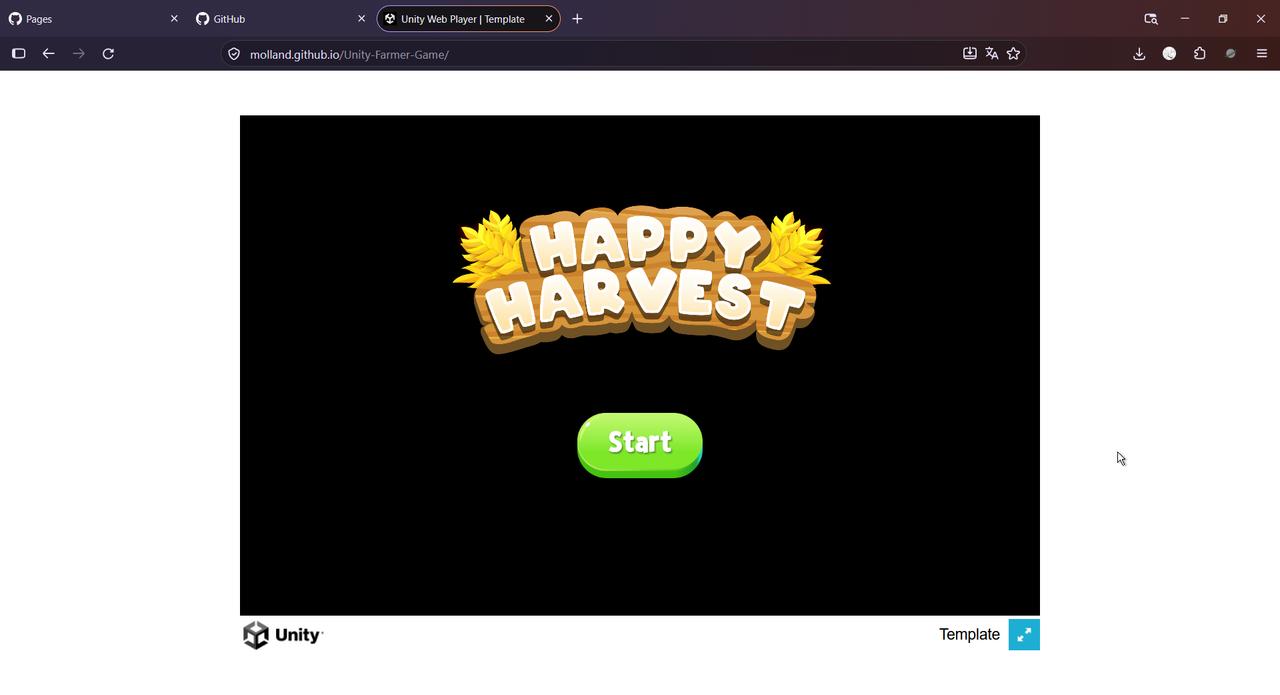 Pages
GitHub
Unity Web Player | Template
molland.github.io/Unity-Farmer-Game/
HAPPY
HARVEST
Start
Unity
Template